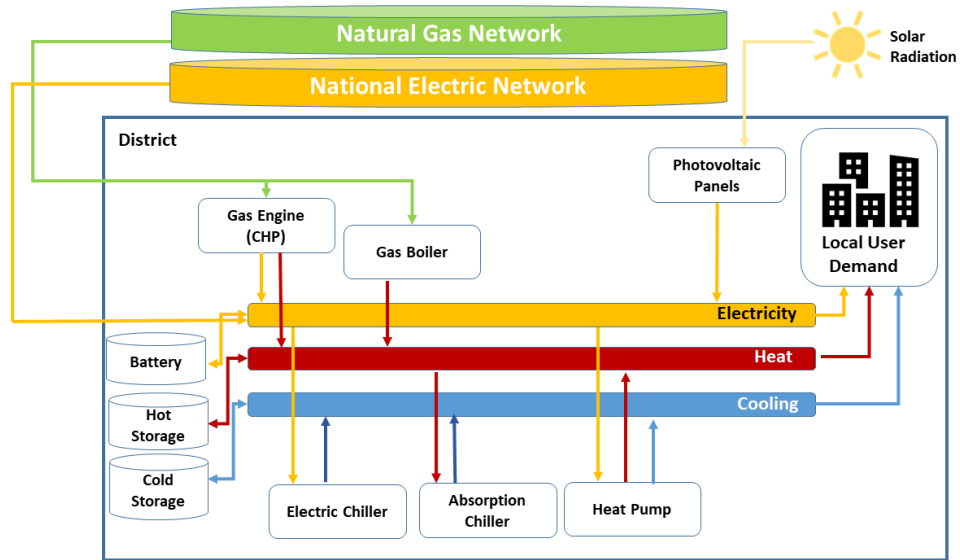 Natural Gas Network
National Electric Network
Solar
Radiation
District
Photovoltaic
Panels
Gas Engine
(CHP)
Gas Boiler
Local User
Demand
Electricity
Battery
Heat
Hot
Storage
Cooling
Cold
Storage
Electric Chiller
Absorption
Chiller
Heat Pump